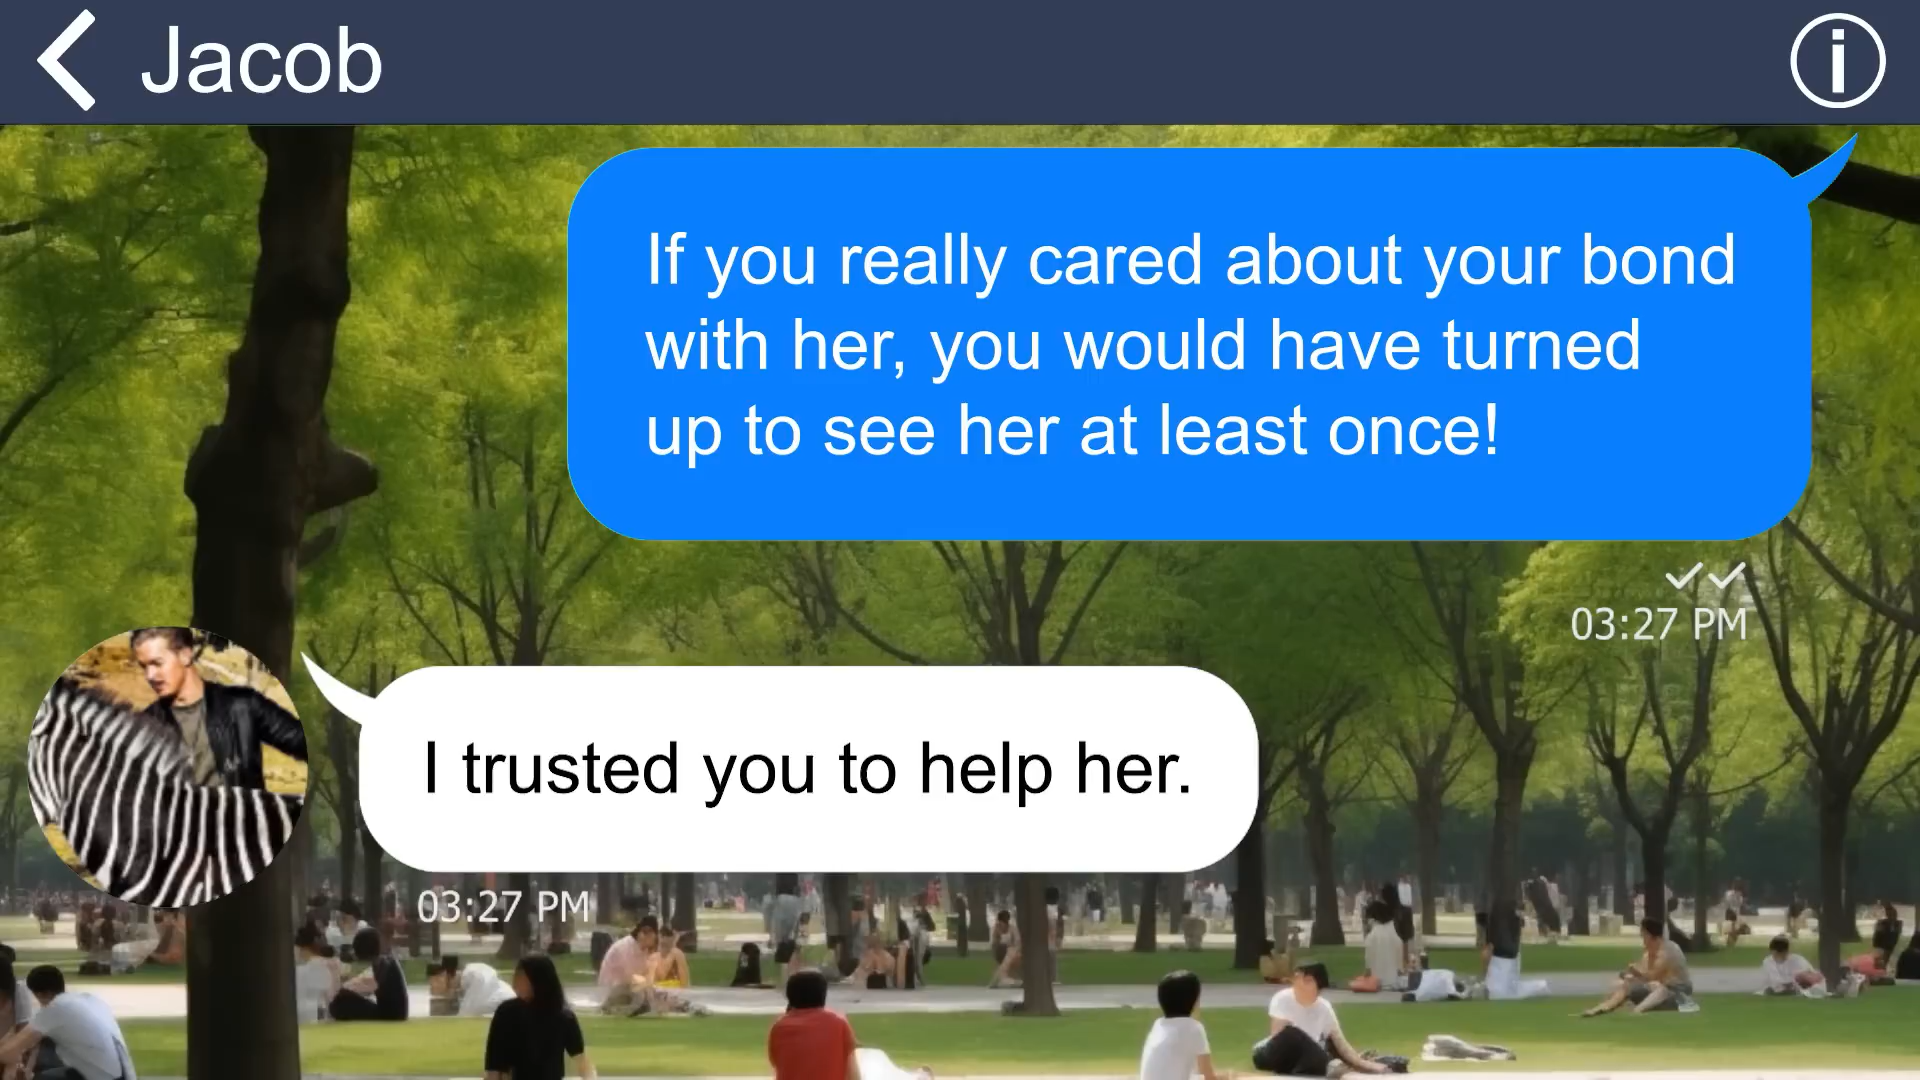 Jacob
If you really cared about your bond
with her, you would have turned
up to see her at least once!
03:27 PM
I trusted you to help her.
03:27 PM